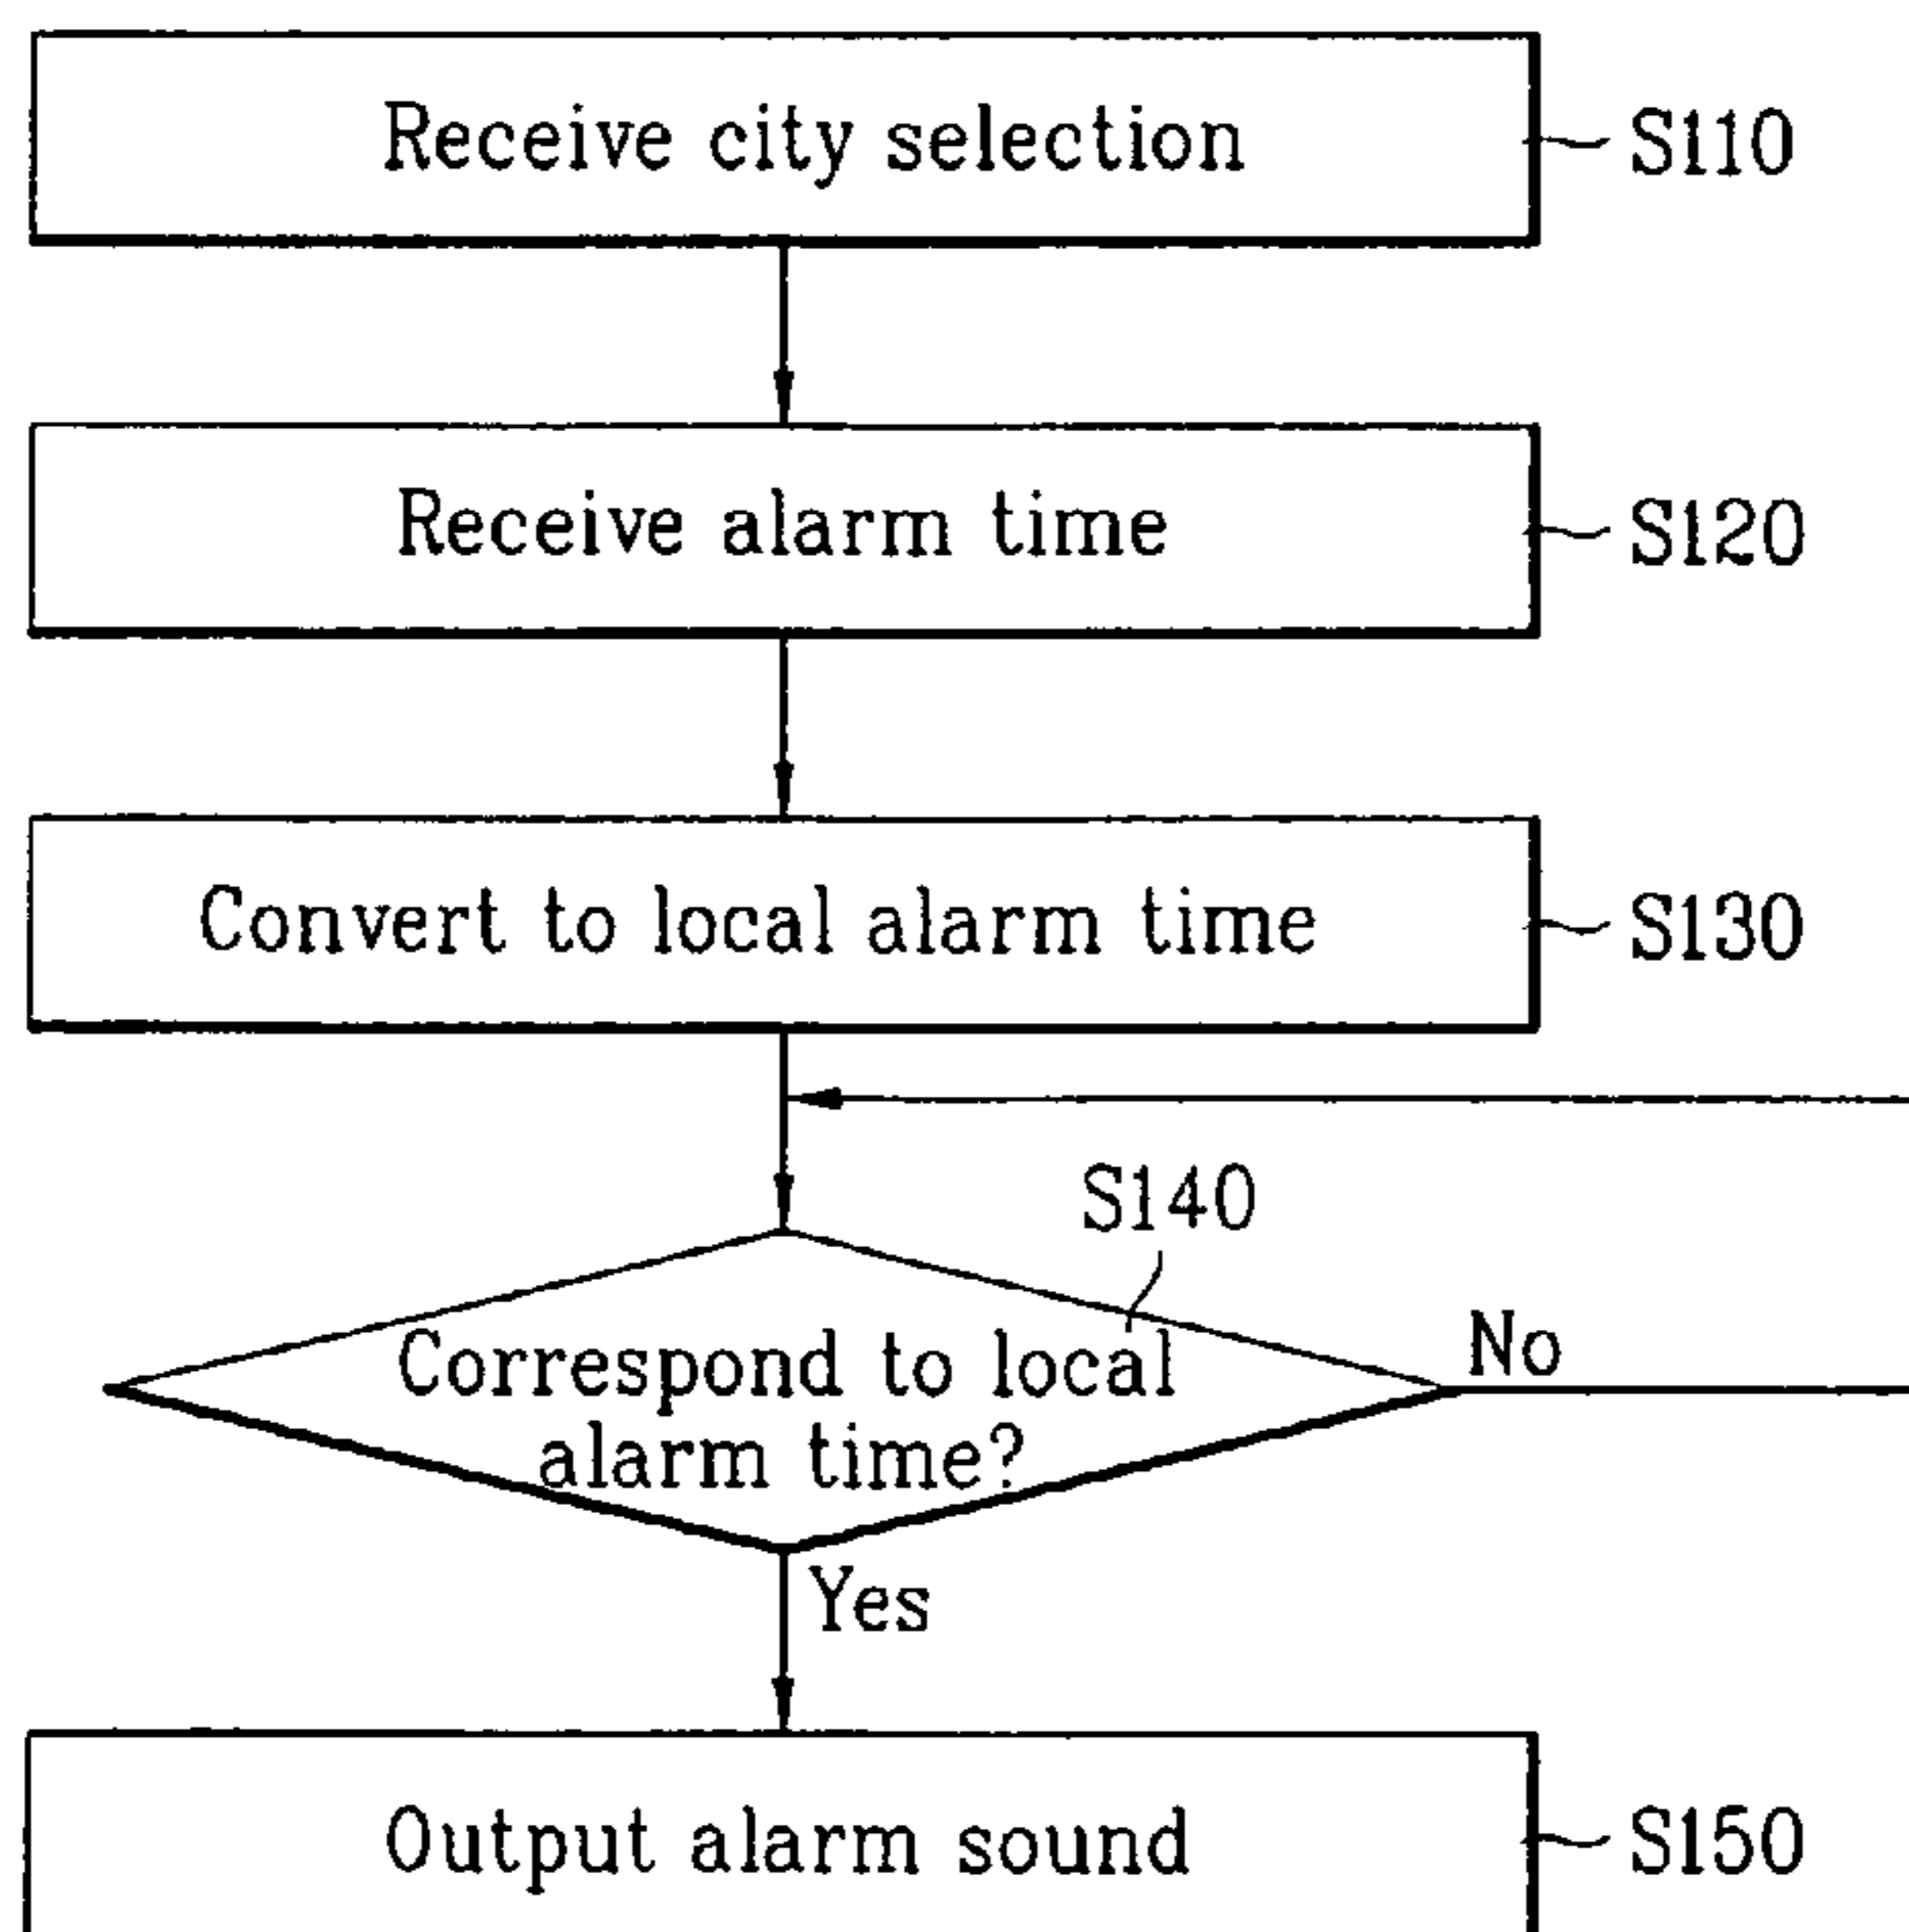 Receive city selection
S110
Receive alarm time
S120
Convert to local alarm time
S130
S140
Correspond to local
alarm time?
No
Yes
Output alarm sound
S150